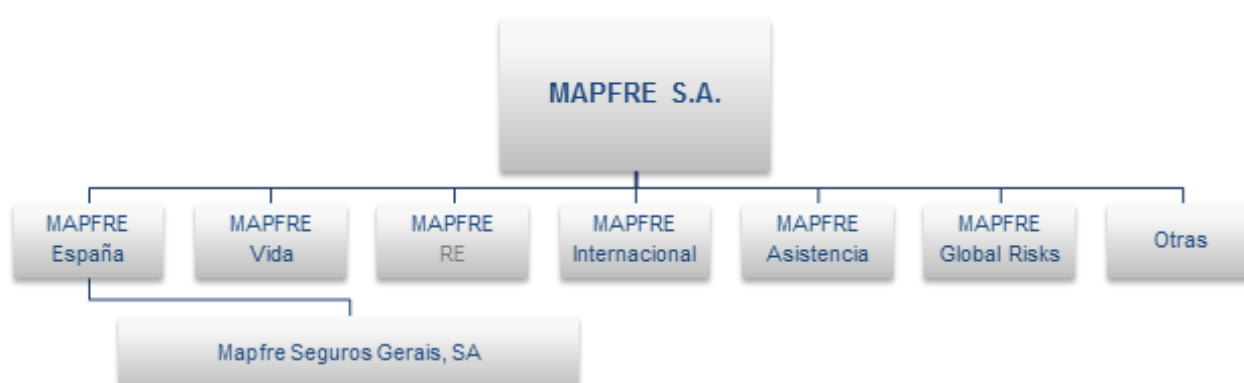 MAPFRE S.A.
MAPFRE
España
MAPFRE
Vida
MAPFRE
RE
MAPFRE
Internacional
MAPFRE
Asistencia
MAPFRE
Global Risks
Otras
Mapfre Seguros Gerais, SA